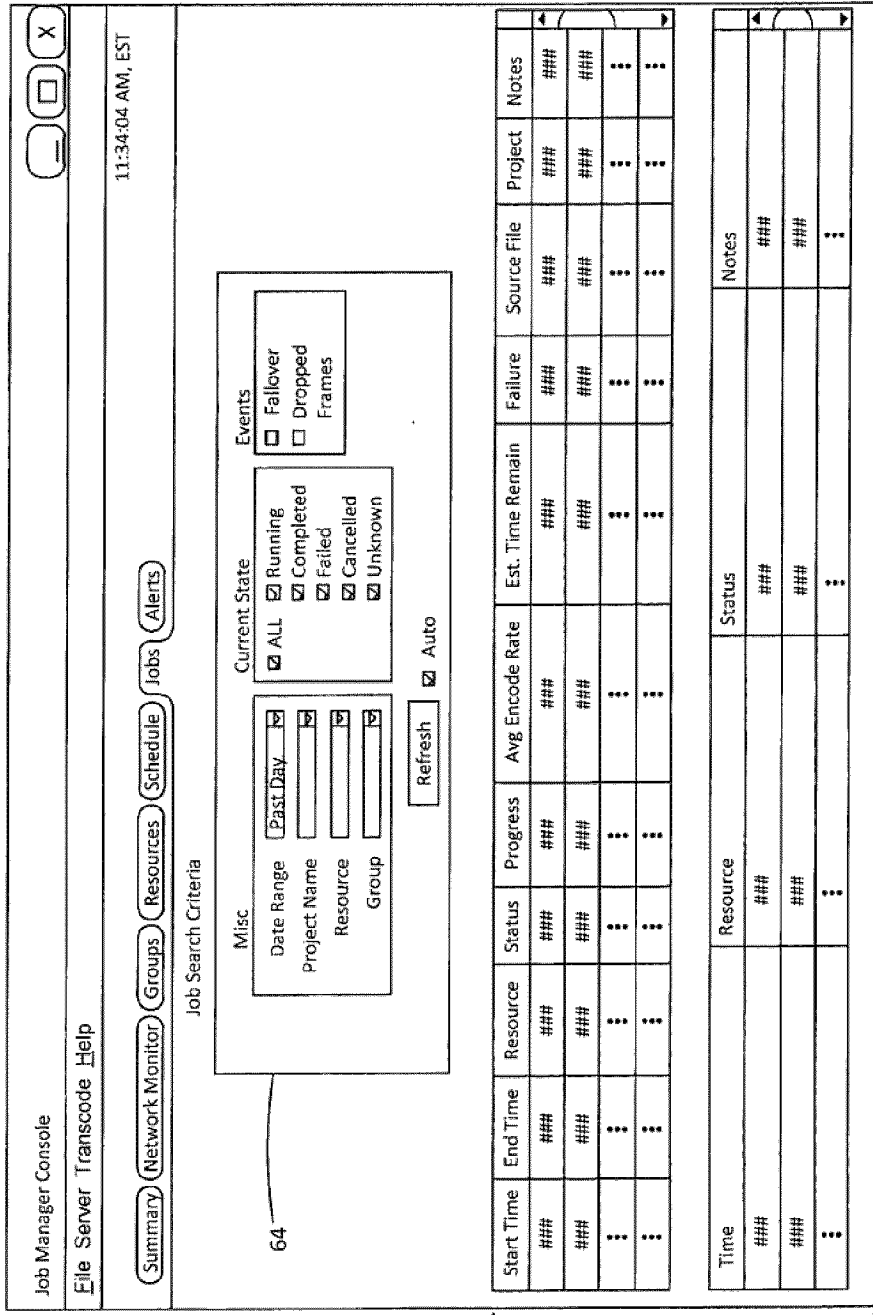 Job Manager Console
_ □ X
File Server Transcode Help
11:34:04 AM, EST
Summary Network Monitor Groups Resources Schedule Jobs Alerts
Job Search Criteria
64
Misc
Date Range Past Day
Project Name
Resource
Group
Current State
ALL Running
Completed
Failed
Cancelled
Unknown
Events
Fallover
Dropped
Frames
Refresh Auto
Start Time End Time Resource Status Progress Avg Encode Rate Est. Time Remain Failure Source File Project Notes
### ### ### ### ### ### ### ### ### ### ###
### ### ### ### ### ### ### ### ### ### ###
... ... ... ... ... ... ... ... ... ... ...
... ... ... ... ... ... ... ... ... ... ...
Time Resource Status Notes
### ### ### ###
### ### ### ###
... ... ... ...